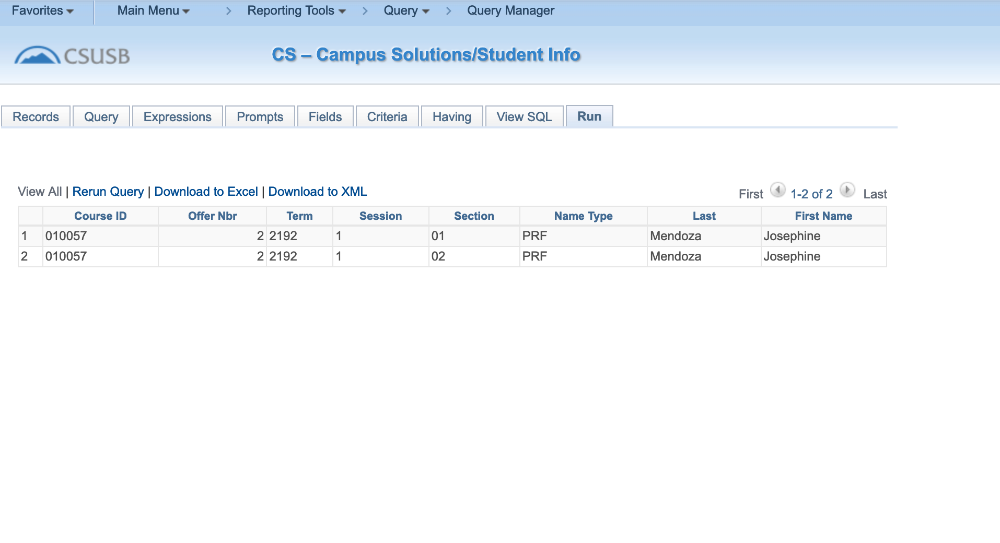 Favorites Main Menu > Reporting Tools > Query > Query Manager
CSUSB
CS – Campus Solutions/Student Info
Records Query Expressions Prompts Fields Criteria Having View SQL Run
View All | Rerun Query | Download to Excel | Download to XML First 1-2 of 2 Last
Course ID Offer Nbr Term Session Section Name Type Last First Name
1 010057 2 2192 1 01 PRF Mendoza Josephine
2 010057 2 2192 1 02 PRF Mendoza Josephine